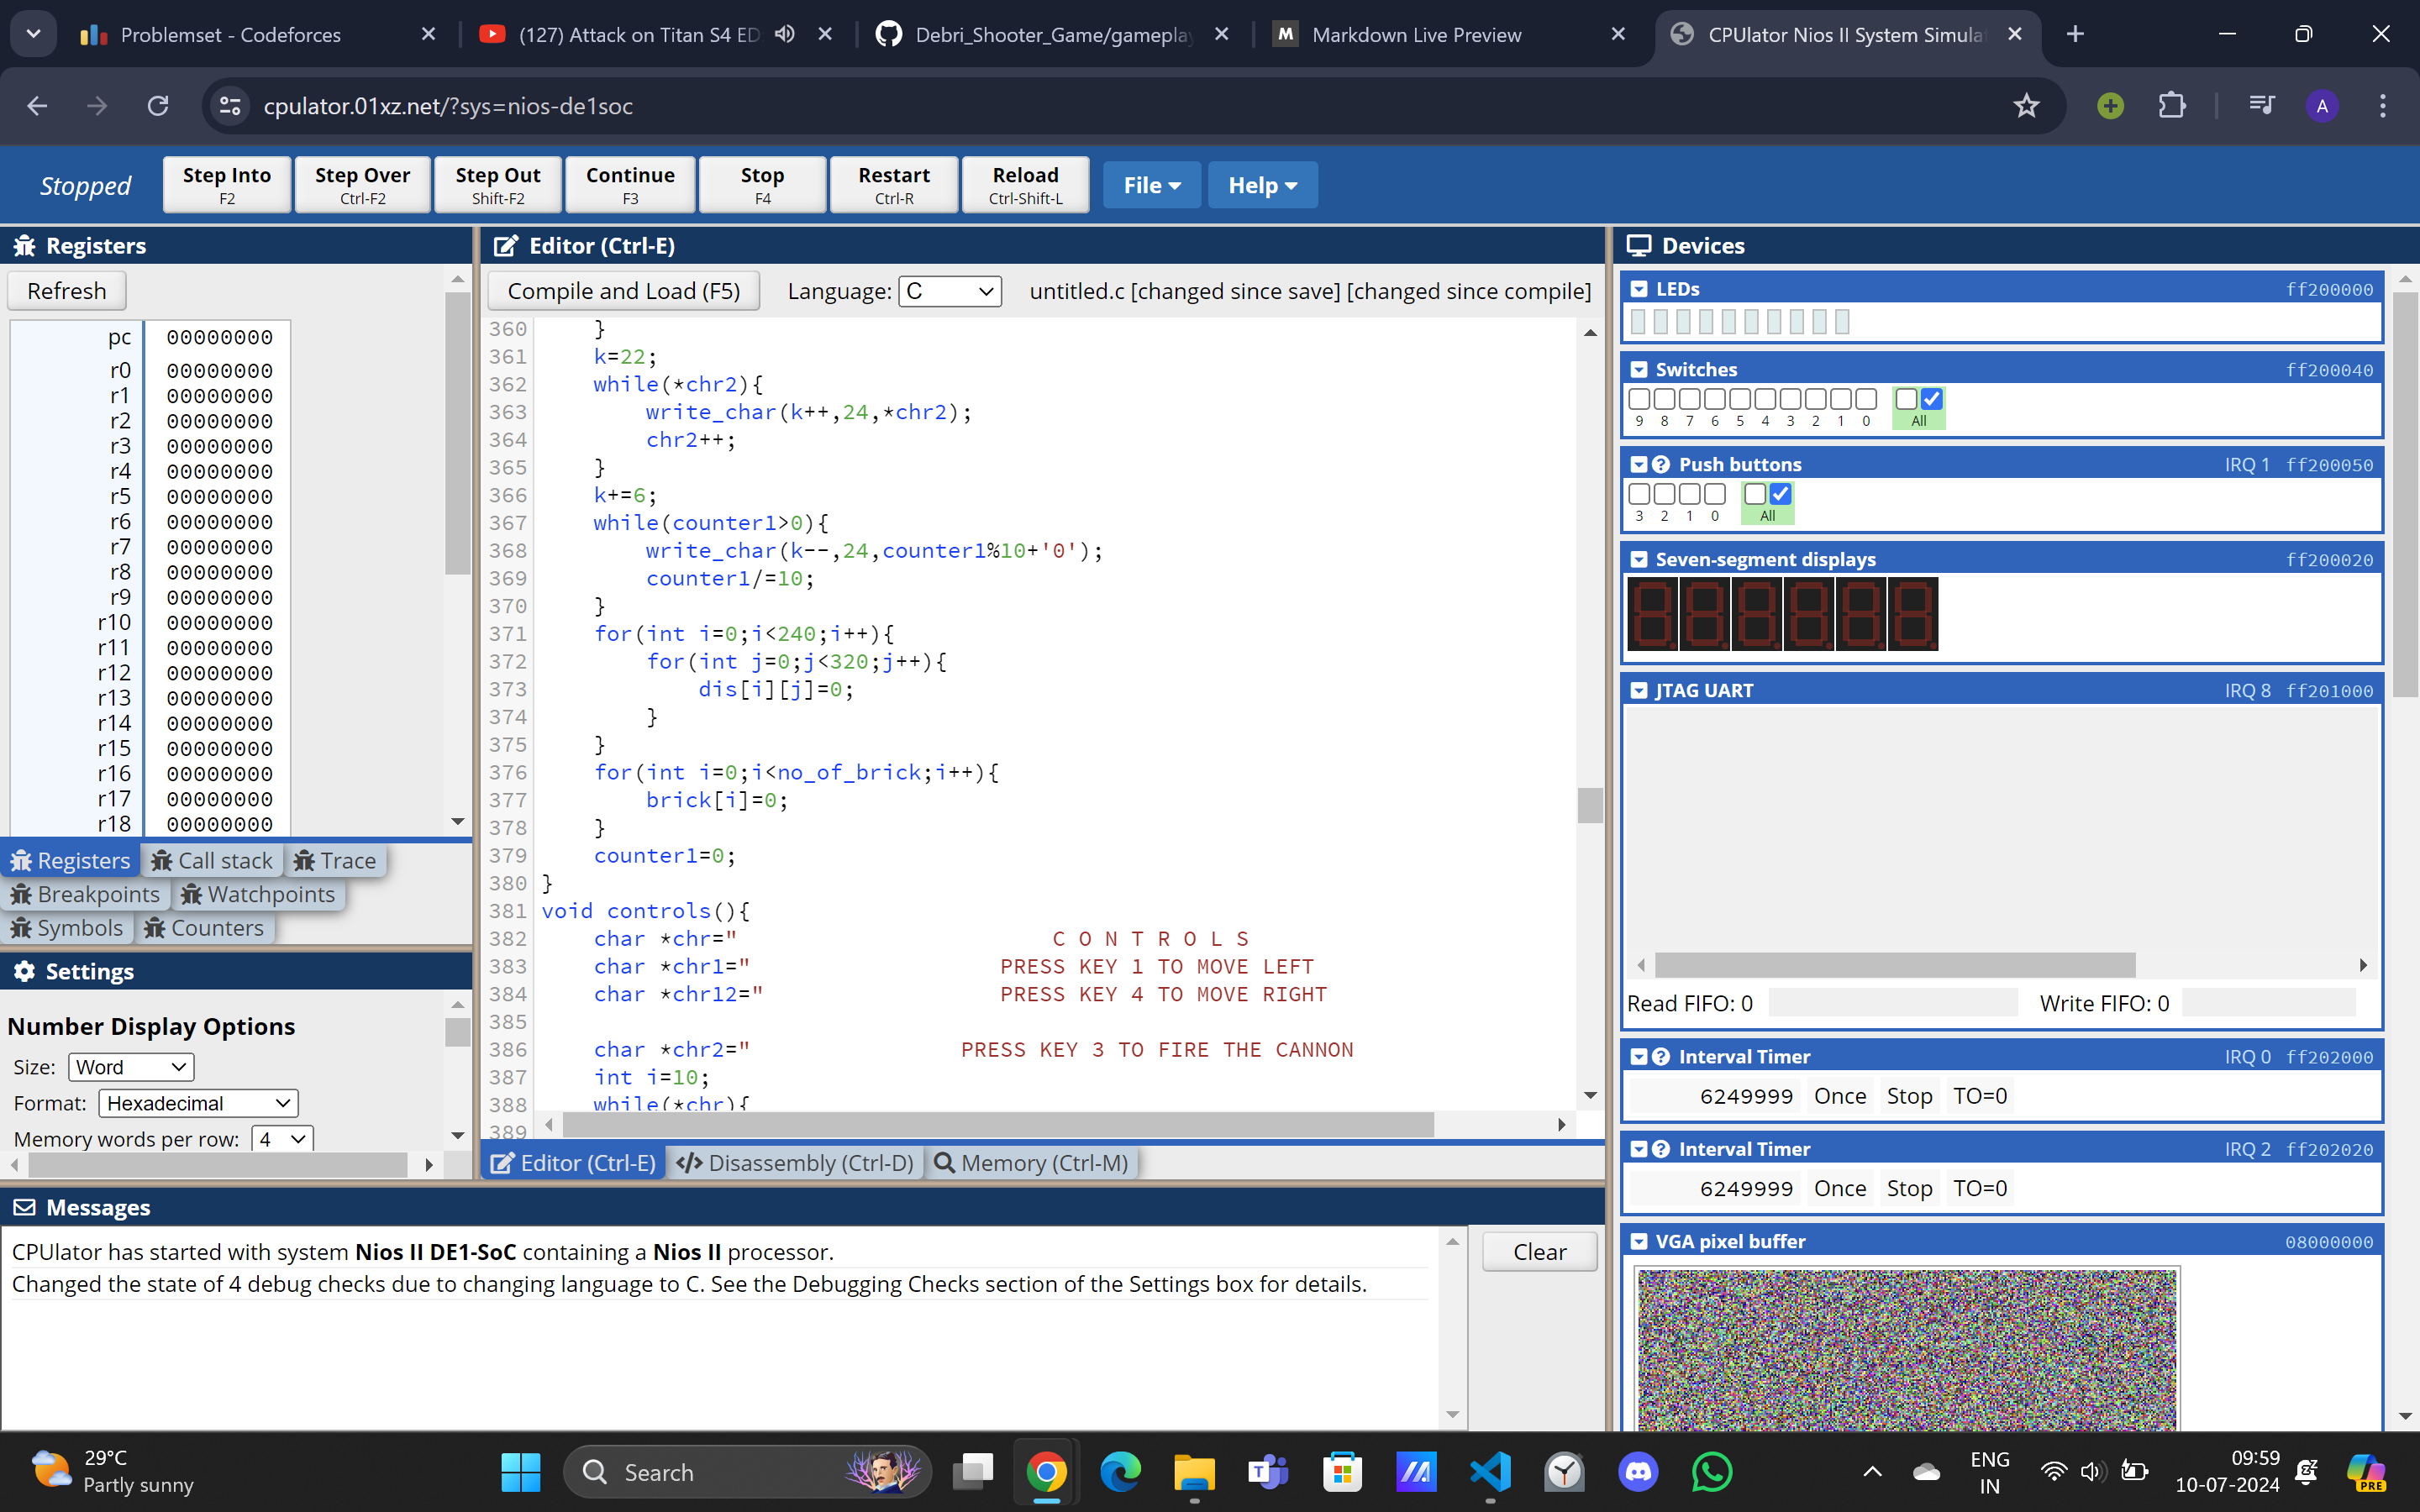 Problemset - Codeforces
(127) Attack on Titan S4 ED
Debri_Shooter_Game/gameplay
Markdown Live Preview
CPUlator Nios II System Simula
cpulator.01xz.net/?sys=nios-de1soc
A
Stopped
Step Into F2
Step Over Ctrl-F2
Step Out Shift-F2
Continue F3
Stop F4
Restart Ctrl-R
Reload Ctrl-Shift-L
File
Help
Registers
Refresh
pc 00000000
r0 00000000
r1 00000000
r2 00000000
r3 00000000
r4 00000000
r5 00000000
r6 00000000
r7 00000000
r8 00000000
r9 00000000
r10 00000000
r11 00000000
r12 00000000
r13 00000000
r14 00000000
r15 00000000
r16 00000000
r17 00000000
r18 00000000
Registers Call stack Trace
Breakpoints Watchpoints
Symbols Counters
Settings
Number Display Options
Size: Word
Format: Hexadecimal
Memory words per row: 4
Editor (Ctrl-E)
Compile and Load (F5) Language: C untitled.c [changed since save] [changed since compile]
360 }
361 k=22;
362 while(*chr2){
363 write_char(k++,24,*chr2);
364 chr2++;
365 }
366 k+=6;
367 while(counter1>0){
368 write_char(k--,24,counter1%10+'0');
369 counter1/=10;
370 }
371 for(int i=0;i<240;i++){
372 for(int j=0;j<320;j++){
373 dis[i][j]=0;
374 }
375 }
376 for(int i=0;i<no_of_brick;i++){
377 brick[i]=0;
378 }
379 counter1=0;
380 }
381 void controls(){
382 char *chr=" C O N T R O L S
383 char *chr1=" PRESS KEY 1 TO MOVE LEFT
384 char *chr12=" PRESS KEY 4 TO MOVE RIGHT
385
386 char *chr2=" PRESS KEY 3 TO FIRE THE CANNON
387 int i=10;
388 while(*chr){
389
Editor (Ctrl-E) Disassembly (Ctrl-D) Memory (Ctrl-M)
Messages
CPUlator has started with system Nios II DE1-SoC containing a Nios II processor.
Changed the state of 4 debug checks due to changing language to C. See the Debugging Checks section of the Settings box for details.
Clear
Devices
LEDs ff200000
Switches ff200040
9 8 7 6 5 4 3 2 1 0 All
Push buttons IRQ 1 ff200050
3 2 1 0 All
Seven-segment displays ff200020
JTAG UART IRQ 8 ff201000
Read FIFO: 0 Write FIFO: 0
Interval Timer IRQ 0 ff202000
6249999 Once Stop TO=0
Interval Timer IRQ 2 ff202020
6249999 Once Stop TO=0
VGA pixel buffer 08000000
29°C
Partly sunny
Search
ENG
IN
09:59
10-07-2024
PRE